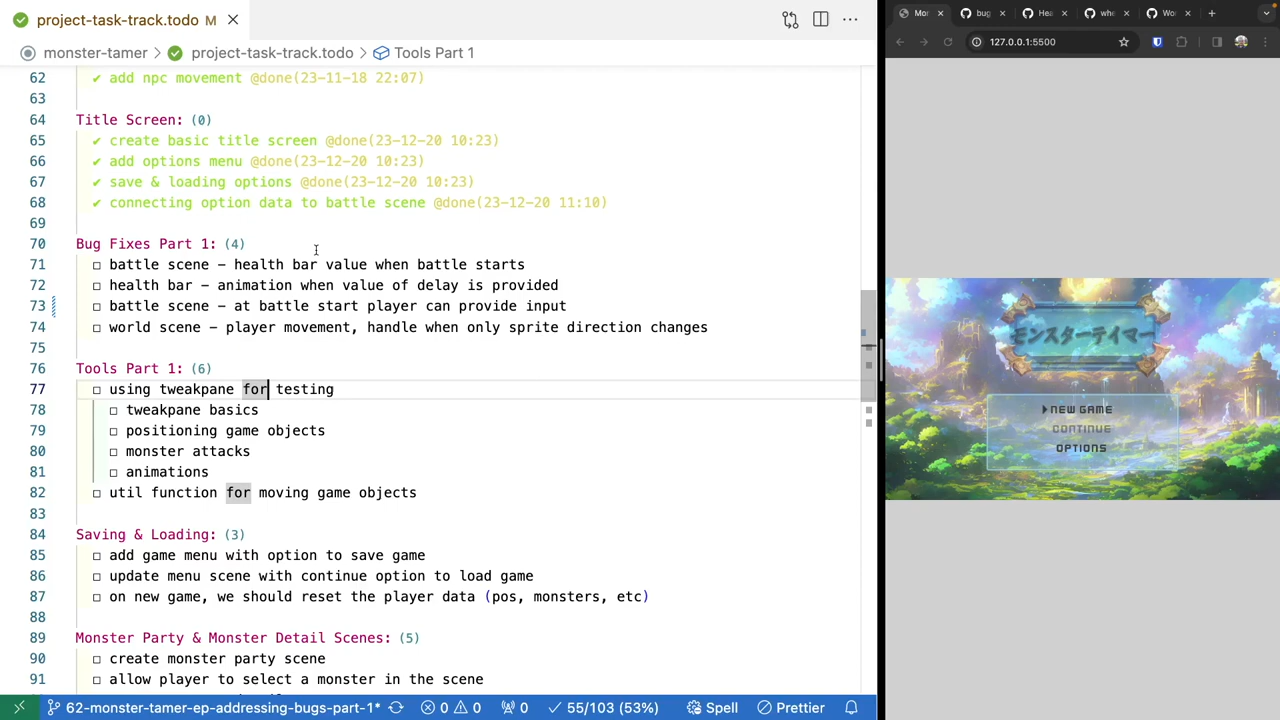 project-task-track.todo M
monster-tamer > project-task-track.todo > Tools Part 1
62 ✔ add npc movement @done(23-11-18 22:07)
63
64 Title Screen: (0)
65 ✔ create basic title screen @done(23-12-20 10:23)
66 ✔ add options menu @done(23-12-20 10:23)
67 ✔ save & loading options @done(23-12-20 10:23)
68 ✔ connecting option data to battle scene @done(23-12-20 11:10)
69
70 Bug Fixes Part 1: (4)
71 ☐ battle scene – health bar value when battle starts
72 ☐ health bar – animation when value of delay is provided
73 ☐ battle scene – at battle start player can provide input
74 ☐ world scene – player movement, handle when only sprite direction changes
75
76 Tools Part 1: (6)
77 ☐ using tweakpane for testing
78 ☐ tweakpane basics
79 ☐ positioning game objects
80 ☐ monster attacks
81 ☐ animations
82 ☐ util function for moving game objects
83
84 Saving & Loading: (3)
85 ☐ add game menu with option to save game
86 ☐ update menu scene with continue option to load game
87 ☐ on new game, we should reset the player data (pos, monsters, etc)
88
89 Monster Party & Monster Detail Scenes: (5)
90 ☐ create monster party scene
91 ☐ allow player to select a monster in the scene
62-monster-tamer-ep-addressing-bugs-part-1* 0 0 0 55/103 (53%) Spell Prettier
Mor bug Hea whe Wor
127.0.0.1:5500
モンスターテイマー
NEW GAME
CONTINUE
OPTIONS